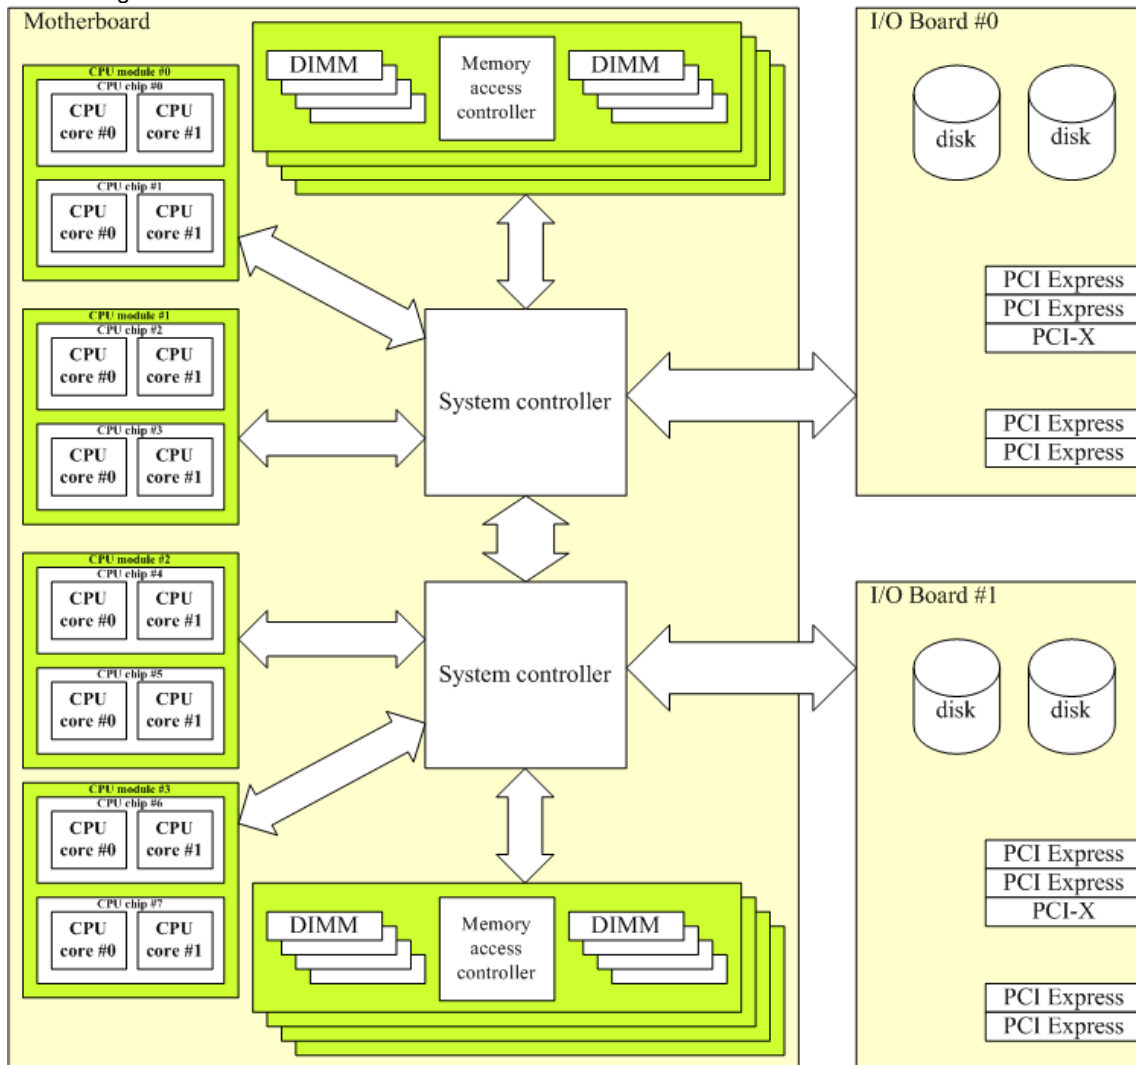 Motherboard
CPU module #0
CPU chip #0
CPU
core #0
CPU
core #1
CPU chip #1
CPU
core #0
CPU
core #1
DIMM
Memory
access
controller
DIMM
CPU module #1
CPU chip #2
CPU
core #0
CPU
core #1
CPU chip #3
CPU
core #0
CPU
core #1
System controller
CPU module #2
CPU chip #4
CPU
core #0
CPU
core #1
CPU chip #5
CPU
core #0
CPU
core #1
System controller
CPU module #3
CPU chip #6
CPU
core #0
CPU
core #1
CPU chip #7
CPU
core #0
CPU
core #1
DIMM
Memory
access
controller
DIMM
I/O Board #0
disk
disk
PCI Express
PCI Express
PCI-X
PCI Express
PCI Express
I/O Board #1
disk
disk
PCI Express
PCI Express
PCI-X
PCI Express
PCI Express